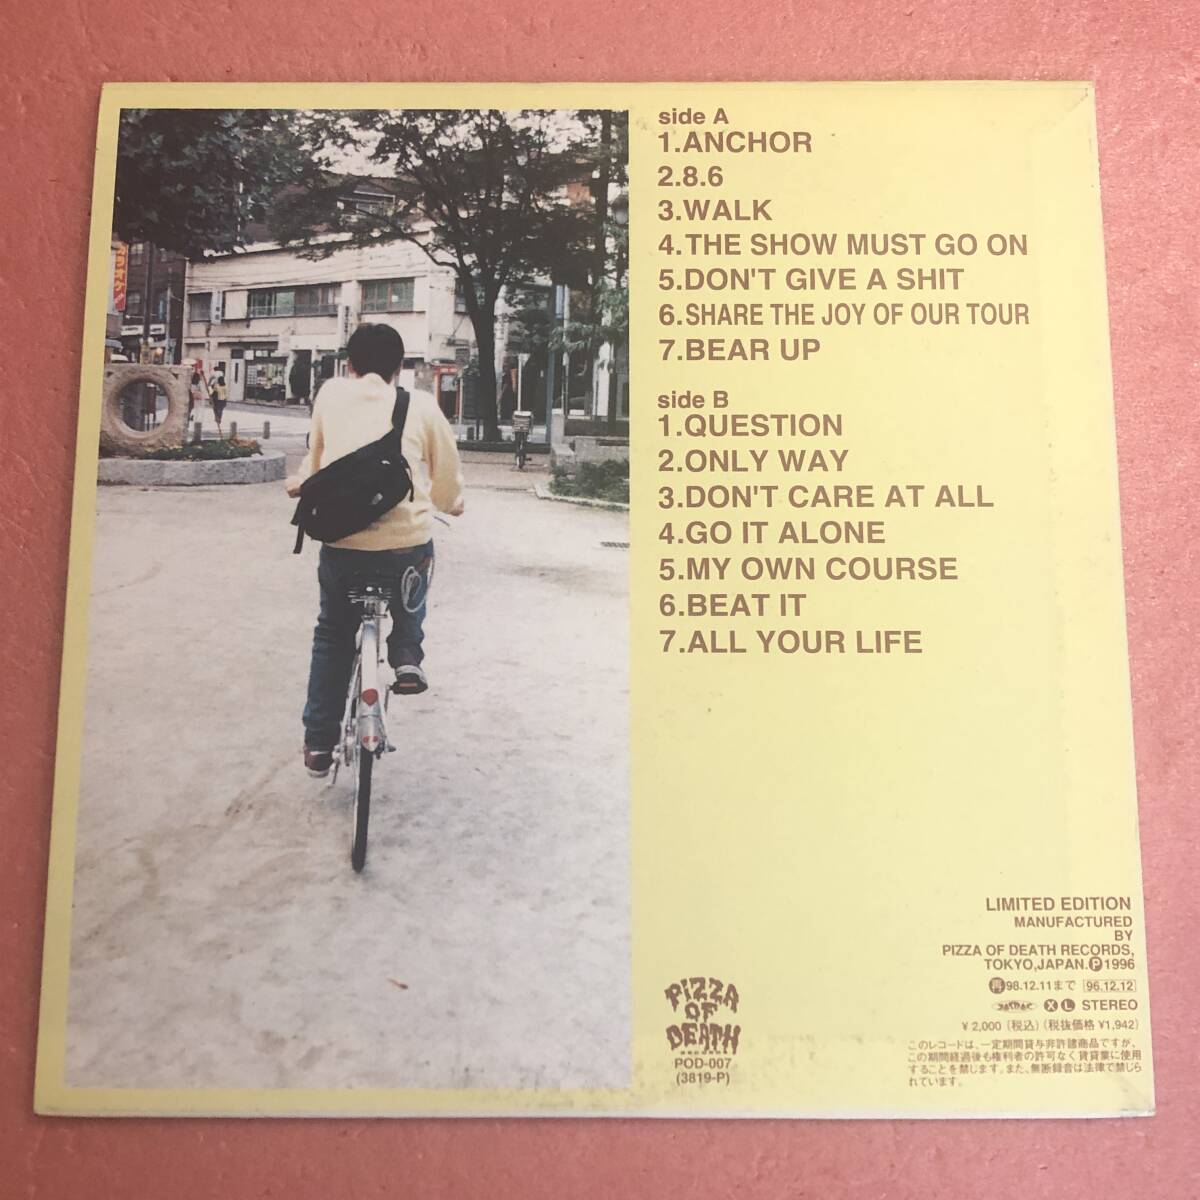 side A
1.ANCHOR
2.8.6
3.WALK
4.THE SHOW MUST GO ON
5.DON'T GIVE A SHIT
6.SHARE THE JOY OF OUR TOUR
7.BEAR UP
side B
1.QUESTION
2.ONLY WAY
3.DON'T CARE AT ALL
4.GO IT ALONE
5.MY OWN COURSE
6.BEAT IT
7.ALL YOUR LIFE
LIMITED EDITION
MANUFACTURED
BY
PIZZA OF DEATH RECORDS,
TOKYO,JAPAN.Ⓟ1996
再98.12.11まで [96.12.12]
JASRAC X L STEREO
¥2,000 (税込) (税抜価格 ¥1,942)
このレコードは、一定期間貸与非許諾商品ですが、
この期間経過後も権利者の許可なく賃貸業に使用
することを禁じます。また、無断録音は法律で禁じら
れています。
PIZZA
OF
DEATH
RECORDS
POD-007
(3819-P)